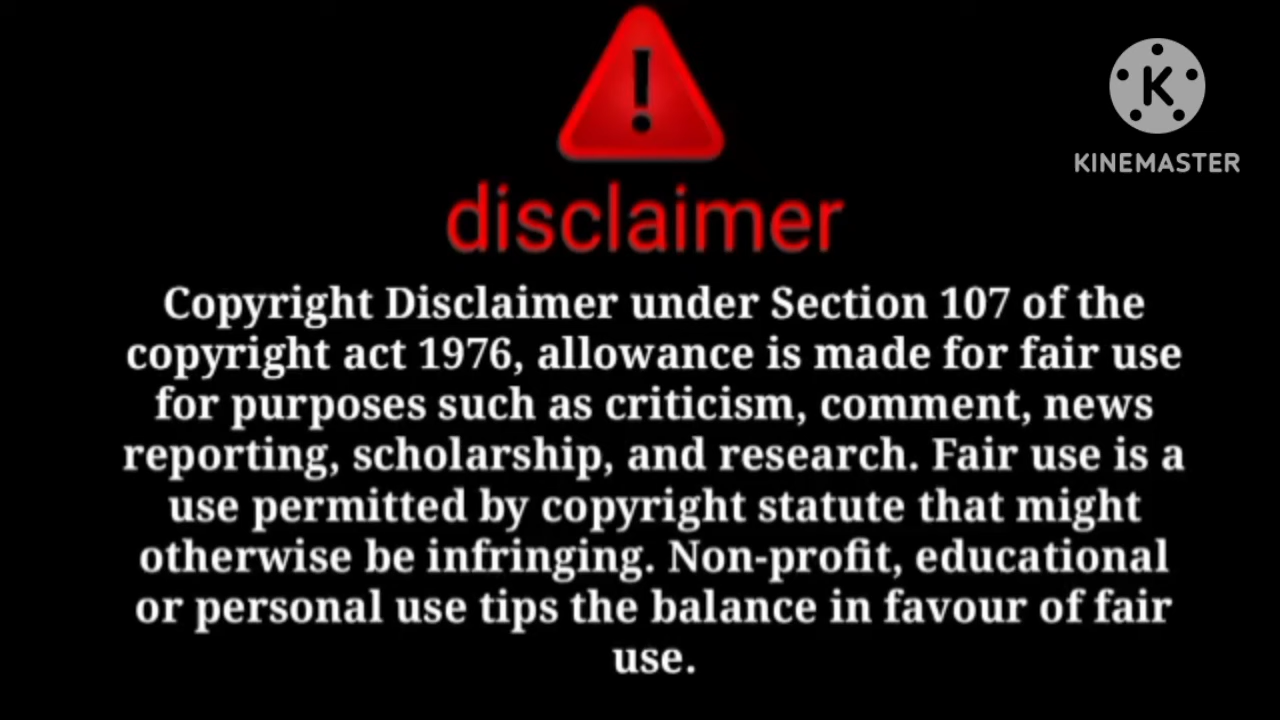 !
K
KINEMASTER
disclaimer
Copyright Disclaimer under Section 107 of the
copyright act 1976, allowance is made for fair use
for purposes such as criticism, comment, news
reporting, scholarship, and research. Fair use is a
use permitted by copyright statute that might
otherwise be infringing. Non-profit, educational
or personal use tips the balance in favour of fair
use.